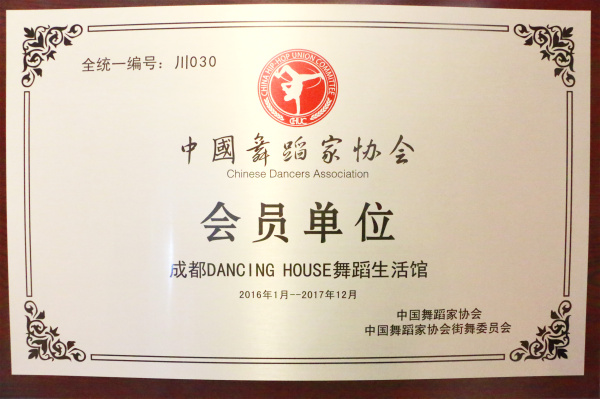 全统一编号：川030
CHINA HIP-HOP UNION COMMITTEE
CHUC
中國舞蹈家协会
Chinese Dancers Association
会员单位
成都DANCING HOUSE舞蹈生活馆
2016年1月--2017年12月
中国舞蹈家协会
中国舞蹈家协会街舞委员会